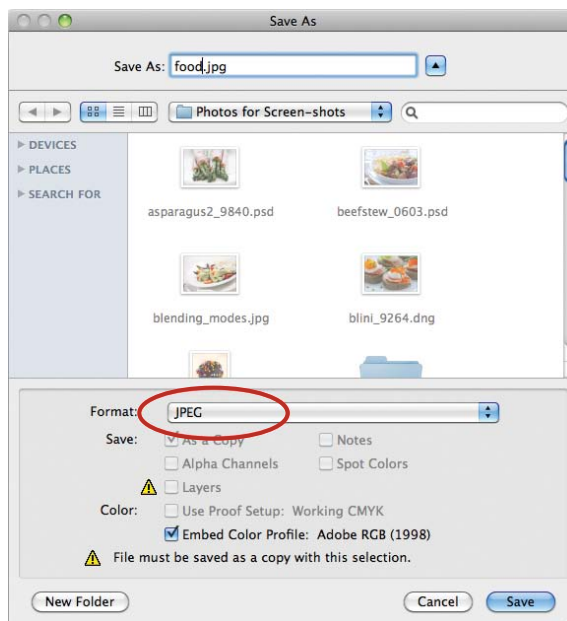 Save As
Save As: food.jpg
Photos for Screen-shots
DEVICES
PLACES
SEARCH FOR
asparagus2_9840.psd beefstew_0603.psd
blending_modes.jpg blini_9264.dng
Format: JPEG
Save: As a Copy Notes
Alpha Channels Spot Colors
Layers
Color: Use Proof Setup: Working CMYK
Embed Color Profile: Adobe RGB (1998)
File must be saved as a copy with this selection.
New Folder Cancel Save